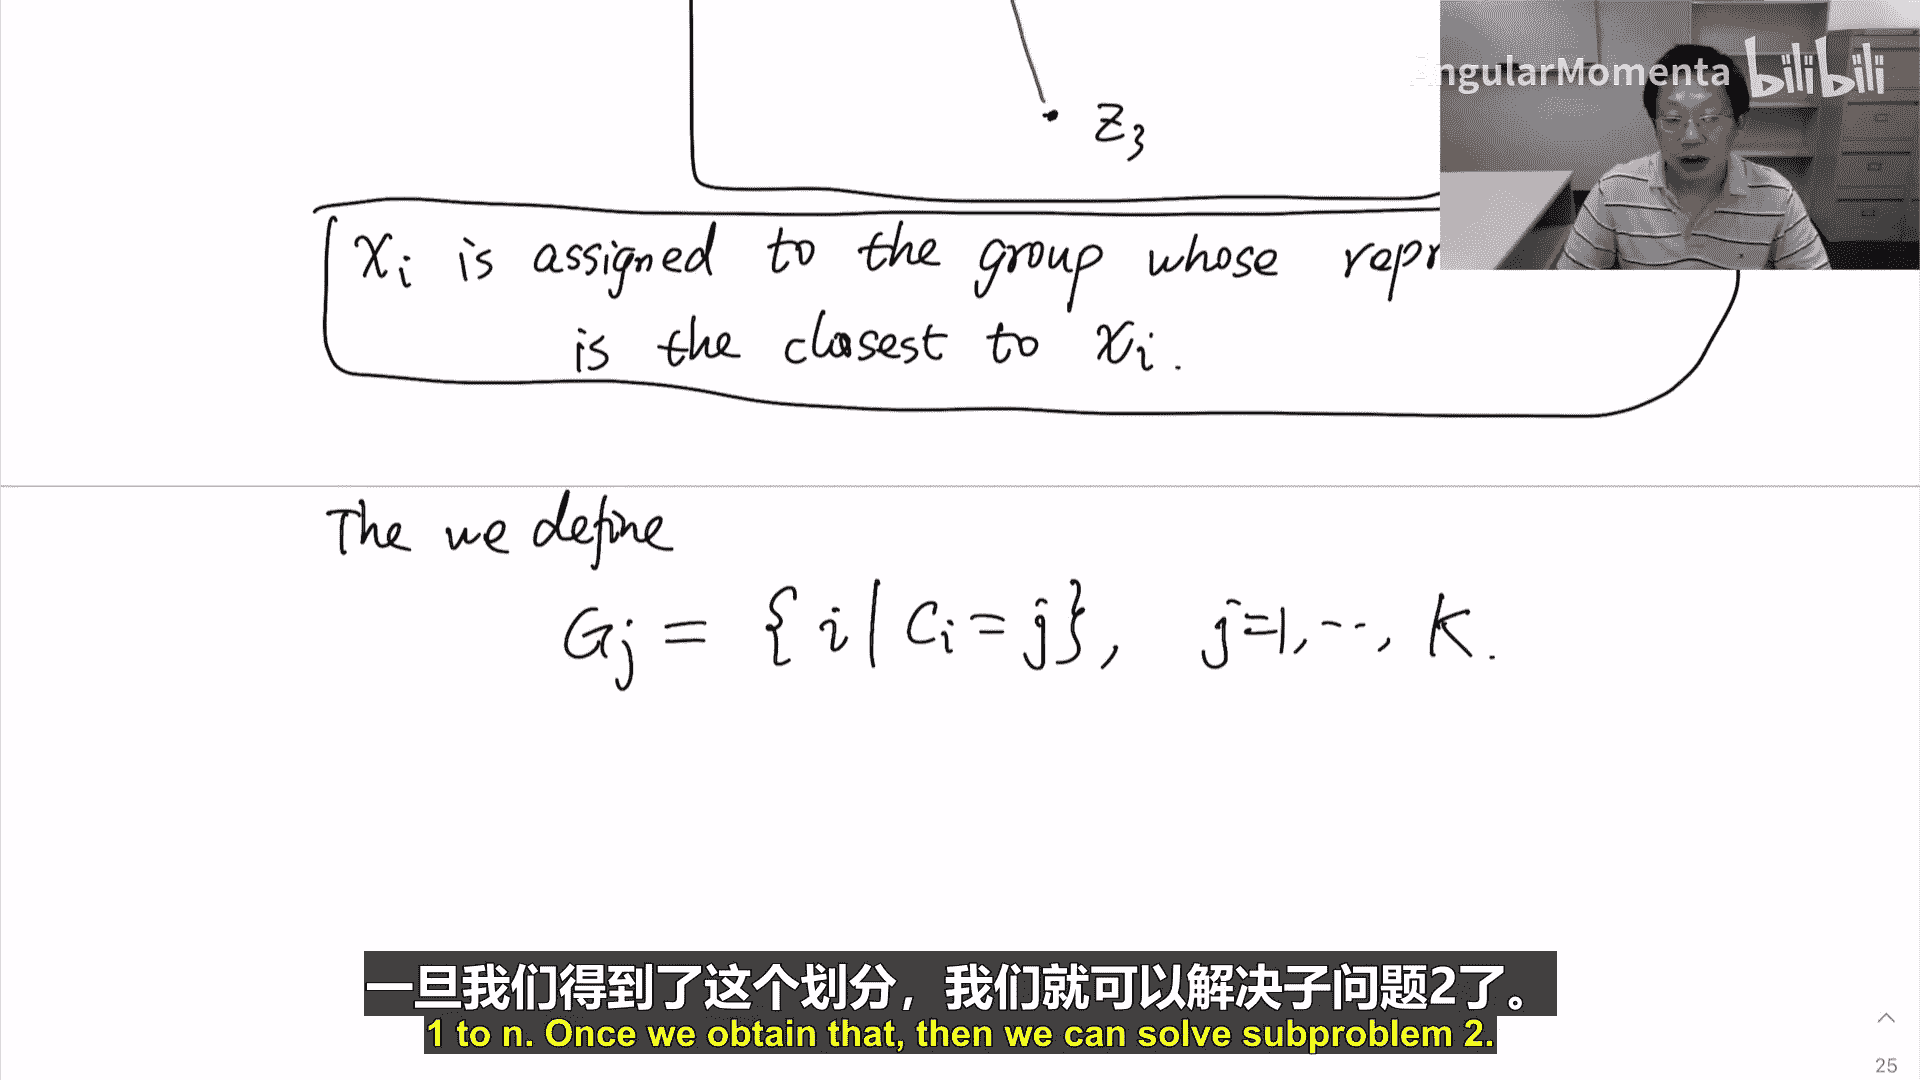 AngularMomenta bilibili
z₃
xᵢ is assigned to the group whose repr
is the closest to xᵢ.
The we define
Gⱼ = { i | cᵢ = j}, j=1, ⋯, k.
一旦我们得到了这个划分，我们就可以解决子问题2了。
1 to n. Once we obtain that, then we can solve subproblem 2.
25